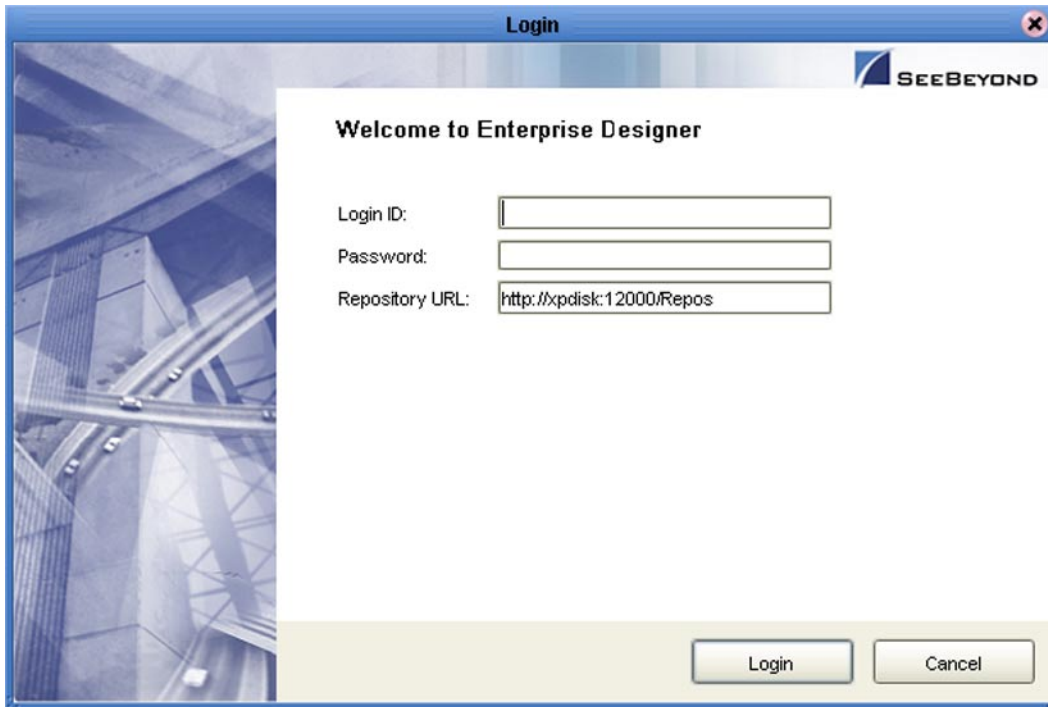 Login
SEEBEYOND
Welcome to Enterprise Designer
Login ID:
Password:
Repository URL: http://xpdisk:12000/Repos
Login Cancel